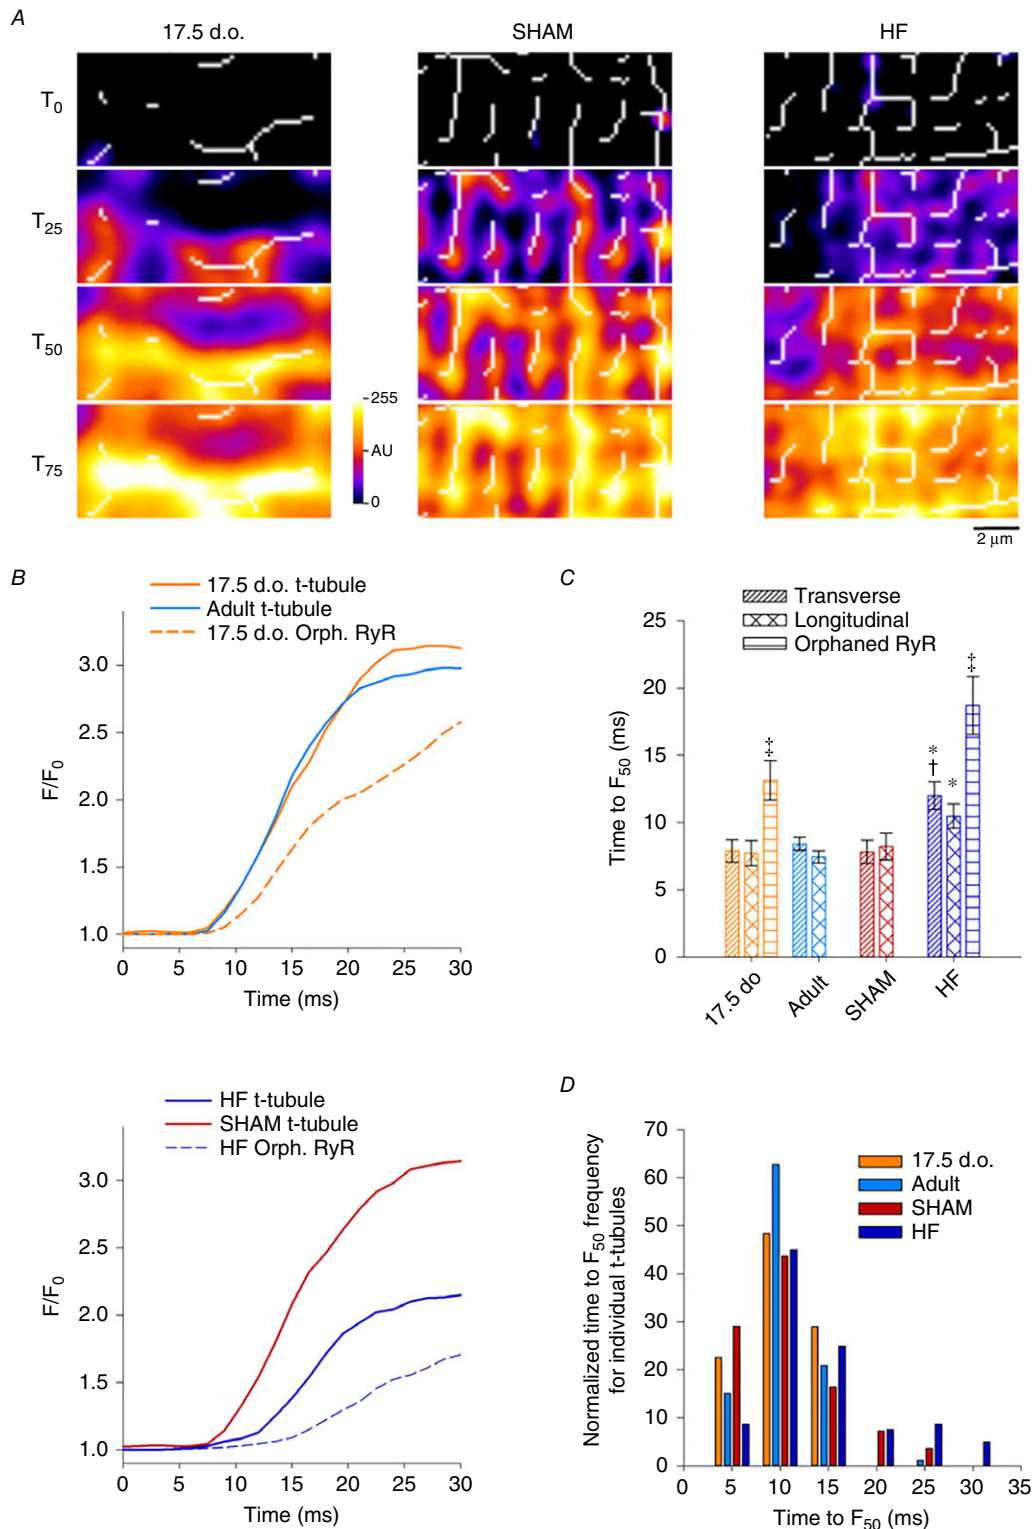 A
17.5 d.o.
SHAM
HF
T0
T25
T50
T75
255
AU
0
2 μm
B
17.5 d.o. t-tubule
Adult t-tubule
17.5 d.o. Orph. RyR
F/F0
3.0
2.5
2.0
1.5
1.0
0 5 10 15 20 25 30
Time (ms)
C
Transverse
Longitudinal
Orphaned RyR
Time to F50 (ms)
25
20
15
10
5
0
‡
*
†
*
‡
17.5 do
Adult
SHAM
HF
HF t-tubule
SHAM t-tubule
HF Orph. RyR
F/F0
3.0
2.5
2.0
1.5
1.0
0 5 10 15 20 25 30
Time (ms)
D
17.5 d.o.
Adult
SHAM
HF
Normalized time to F50 frequency
for individual t-tubules
70
60
50
40
30
20
10
0
0 5 10 15 20 25 30 35
Time to F50 (ms)